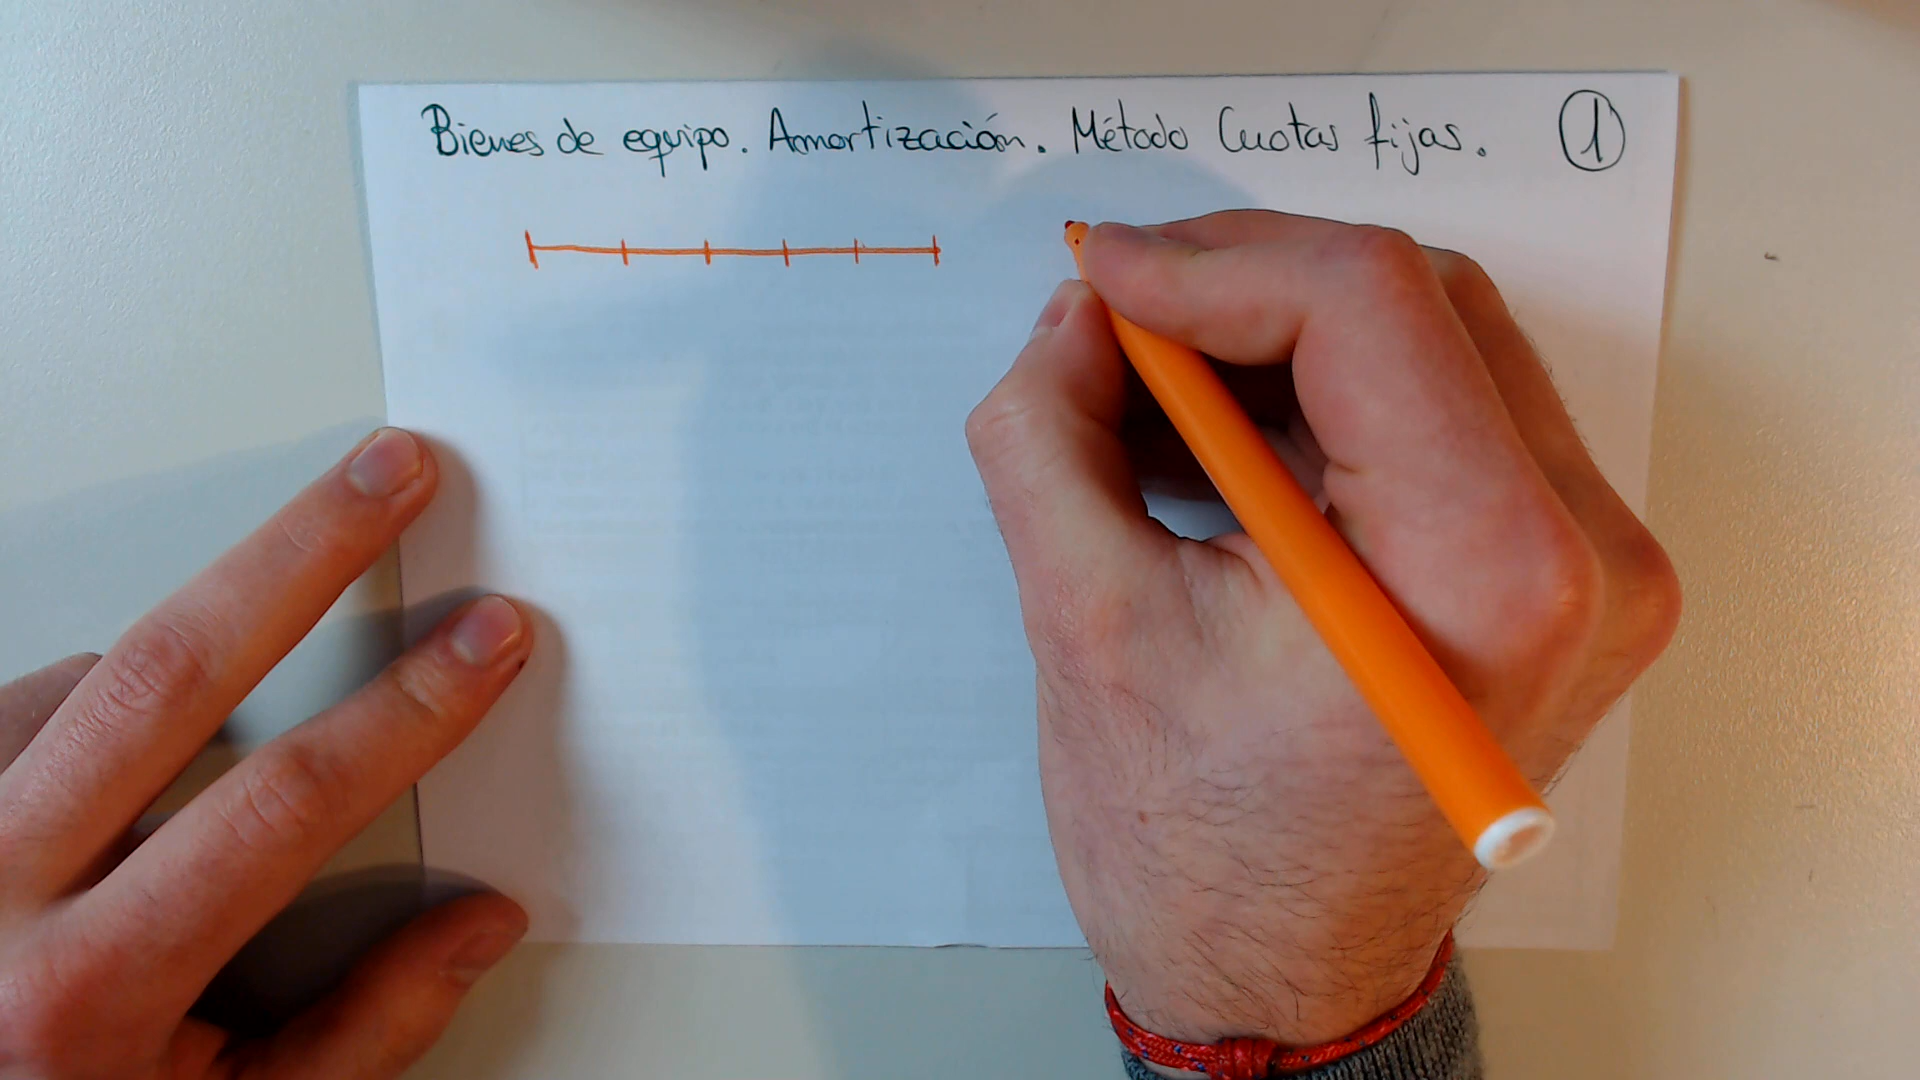 Bienes de equipo. Amortización. Método Cuotas fijas. 1